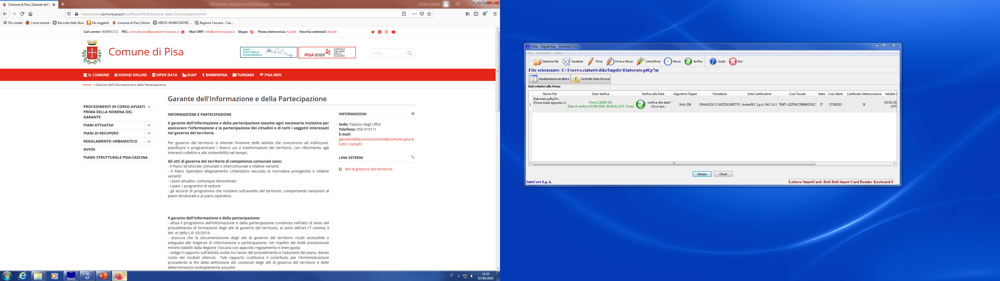 Comune di Pisa | Garante dell'I
https://www.comune.pisa.it/it/ufficio/24826/Garante-della-Comunicazione.html
Più visitati Come iniziare Raccolta Web Slice Siti suggeriti Comune di Pisa | Home XEROX WORKCENTRE ... Regione Toscana - Car...
Call center: 800981212 PEC: comune.pisa@postacert.toscana.it Mail URP: info@comune.pisa.it Skype: Posta elettronica: Accedi Vecchia webmail: Accedi
Comune di Pisa
PIANO
STRUTTURALE
INTERCOMUNALE
PISA 2022
CAPITALE
ITALIANA
DELLA
CULTURA
Cerca...
IL COMUNE SERVIZI ONLINE OPEN DATA SUAP BIMBINPISA TURISMO PISA WIFI
Home > Garante dell'Informazione e della Partecipazione
PROCEDIMENTI IN CORSO AVVIATI
PRIMA DELLA NOMINA DEL
GARANTE
PIANI ATTUATIVI
PIANI DI RECUPERO
REGOLAMENTO URBANISTICO
AVVISI
PIANO STRUTTURALE PISA-CASCINA
Garante dell'Informazione e della Partecipazione
INFORMAZIONE E PARTECIPAZIONE
Il garante dell'informazione e della partecipazione assume ogni necessaria iniziativa per
assicurare l'informazione e la partecipazione dei cittadini e di tutti i soggetti interessati
nel governo del territorio.
Per governo del territorio si intende l'insieme delle attività che concorrono ad indirizzare,
pianificare e programmare i diversi usi e trasformazioni del territorio, con riferimento agli
interessi collettivi e alla sostenibilità nel tempo.
Gli atti di governo del territorio di competenza comunale sono:
- il Piano Strutturale comunale o intercomunale e relative varianti;
- il Piano Operativo (Regolamento Urbanistico secondo la normativa previgente) e relative
varianti;
- i piani attuativi, comunque denominati;
- i piani, i programmi di settore;
- gli accordi di programma che incidano sull'assetto del territorio, comportando variazioni al
piano strutturale e al piano operativo.
Il garante dell'informazione e della partecipazione:
- attua il programma dell'informazione e della partecipazione contenuto nell'atto di avvio del
procedimento di formazione degli atti di governo del territorio, ai sensi dell'art.17 comma 3
lett. e) della L.R. 65/2014;
- assicura che la documentazione degli atti di governo del territorio risulti accessibile e
adeguata alle esigenze di informazione e partecipazione, nel rispetto dei livelli prestazionali
minimi stabiliti dalla Regione Toscana con apposito regolamento e linee guida;
- redige il rapporto sull'attività svolta tra l'avvio del procedimento e l'adozione del piano, dando
conto dei risultati ottenuti. Tale rapporto costituisce il contributo per l'Amministrazione
procedente ai fini della definizione dei contenuti degli atti di governo del territorio e delle
determinazioni motivatamente assunte;
INFORMAZIONI
Sede: Palazzo degli Uffizi
Telefono: 050-910111
E-mail:
garantedellacomunicazione@comune.pisa.it
tutti i contatti
LINK ESTERNI
Atti di governo del territorio
IT
11:43
07/09/2020
DiKe - Digital Key - Versione 5.5.2
File Strumenti Aiuto
Seleziona file Visualizza Firma Firma e Marca Controfirma Marca Verifica Guida Esci
File selezionato: C:\Users\s.ciabatti\dikeTmpdir\Elaborato.pdf.p7m
Visualizzazione ad albero Controlla Stato Revoca
Dati relativi alla Firma
Nome File Esito Verifica Verifica alla Data Algoritmo Digest Firmatario Ente Certificatore Cod. Fiscale Stato Cod. Ident. Certificato Sottoscrizione Validità C
1 Elaborato.pdf.p7m
(Firme totali apposte: 1)
Firma CADES OK
Data di verifica: 07/09/2020 09.00.01 (UTC Time)
verifica alla data?
clicca qui...
SHA-256 FRANCESCO VAZZOLORETTO ArubaPEC S.p.A. NG CA 3 TINIT-VZZFNC79B08G702C IT 17761033 SI
03/01/20
(UTC
Stampa Chiudi
InfoCert S.p.A.
Lettore SmartCard: Dell Dell Smart Card Reader Keyboard 0